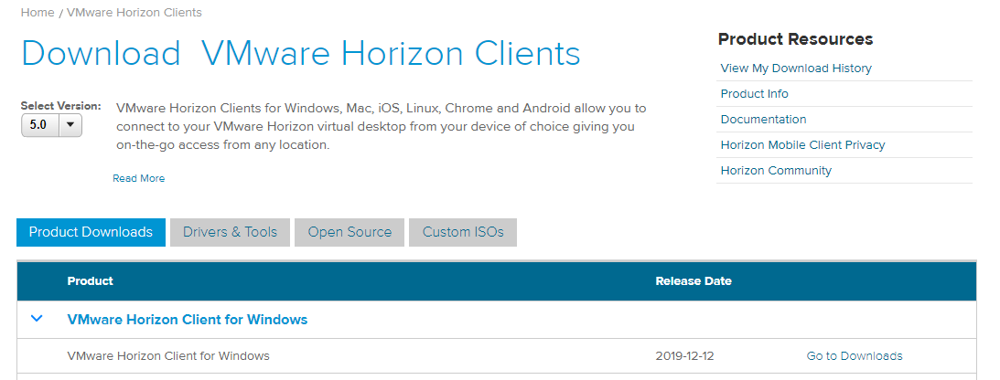 Home / VMware Horizon Clients
Download VMware Horizon Clients
Select Version:
5.0
VMware Horizon Clients for Windows, Mac, iOS, Linux, Chrome and Android allow you to
connect to your VMware Horizon virtual desktop from your device of choice giving you
on-the-go access from any location.
Read More
Product Resources
View My Download History
Product Info
Documentation
Horizon Mobile Client Privacy
Horizon Community
Product Downloads
Drivers & Tools
Open Source
Custom ISOs
Product Release Date
VMware Horizon Client for Windows
VMware Horizon Client for Windows 2019-12-12 Go to Downloads